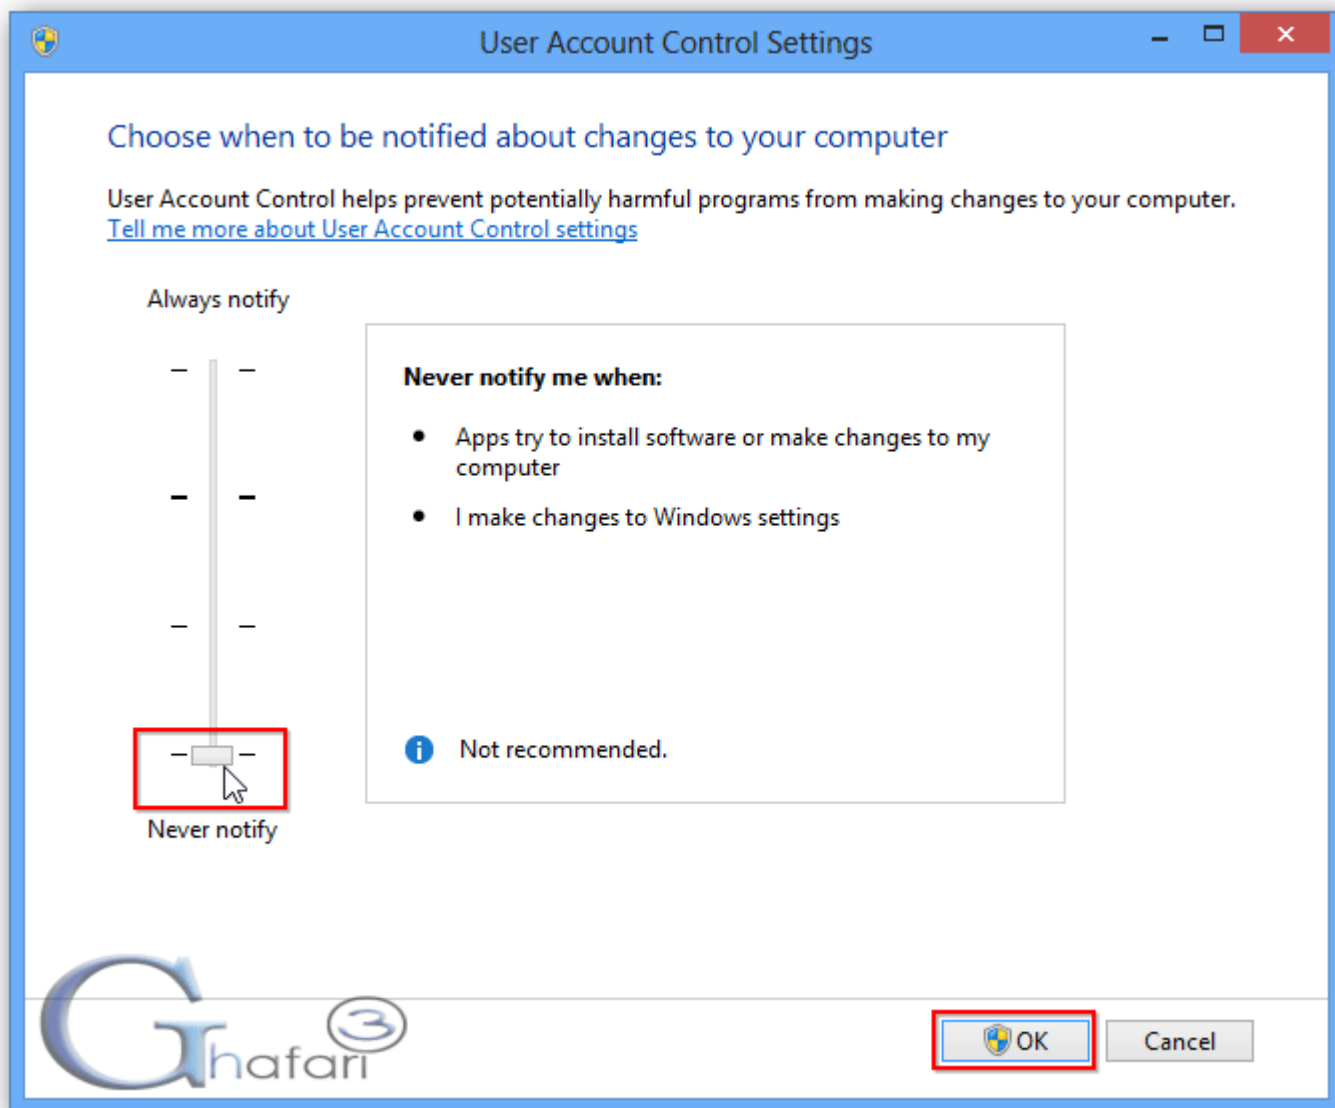 User Account Control Settings
Choose when to be notified about changes to your computer
User Account Control helps prevent potentially harmful programs from making changes to your computer.
Tell me more about User Account Control settings
Always notify
Never notify me when:
Apps try to install software or make changes to my
computer
I make changes to Windows settings
Not recommended.
Never notify
Ghafari3
OK
Cancel